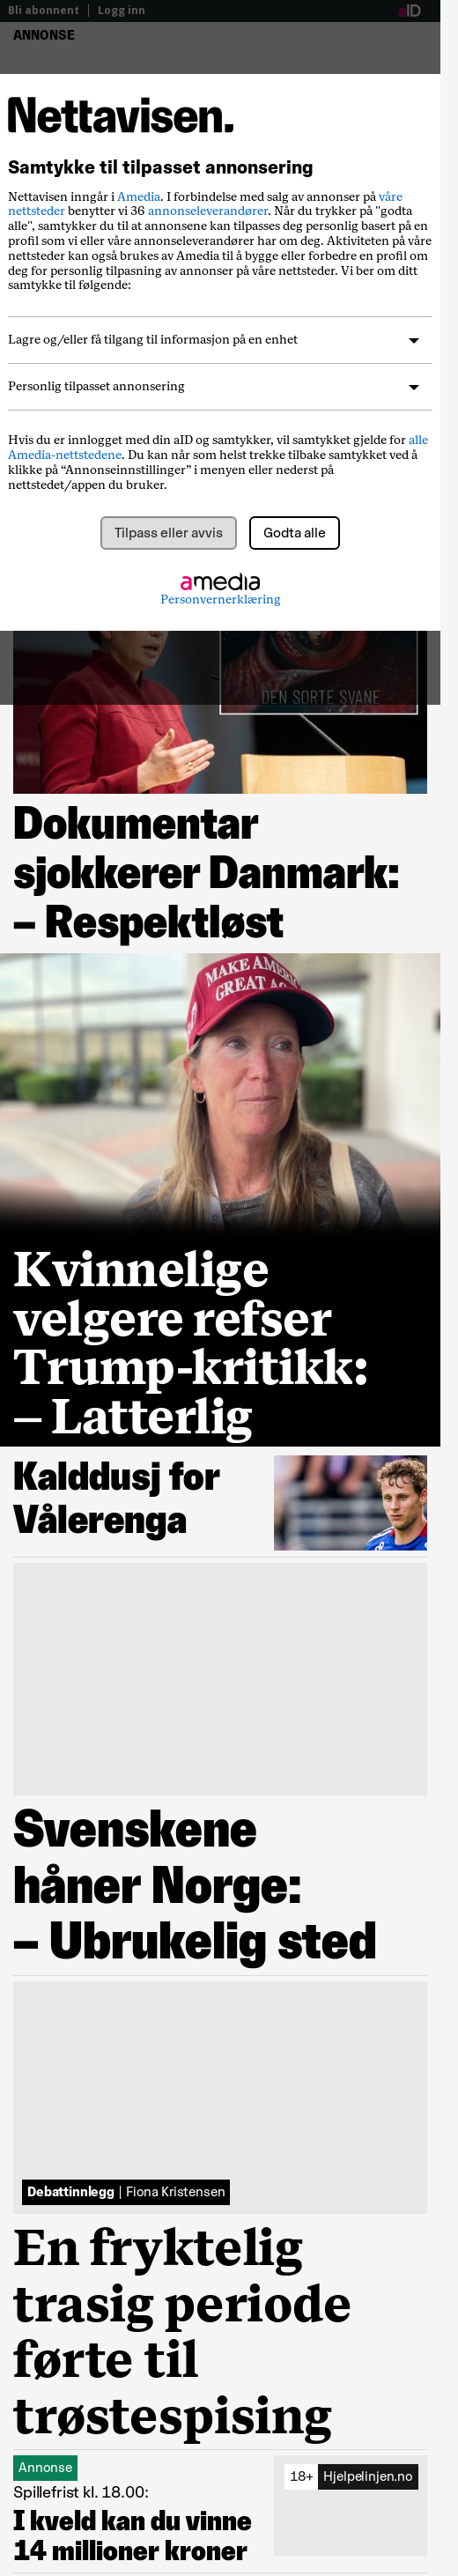 Bli abonnent | Logg inn
aID
ANNONSE
Nettavisen.
Samtykke til tilpasset annonsering
Nettavisen inngår i Amedia. I forbindelse med salg av annonser på våre
nettsteder benytter vi 36 annonseleverandører. Når du trykker på "godta
alle", samtykker du til at annonsene kan tilpasses deg personlig basert på en
profil som vi eller våre annonseleverandører har om deg. Aktiviteten på våre
nettsteder kan også brukes av Amedia til å bygge eller forbedre en profil om
deg for personlig tilpasning av annonser på våre nettsteder. Vi ber om ditt
samtykke til følgende:
Lagre og/eller få tilgang til informasjon på en enhet
Personlig tilpasset annonsering
Hvis du er innlogget med din aID og samtykker, vil samtykket gjelde for alle
Amedia-nettstedene. Du kan når som helst trekke tilbake samtykket ved å
klikke på “Annonseinnstillinger” i menyen eller nederst på
nettstedet/appen du bruker.
Tilpass eller avvis
Godta alle
amedia
Personvernerklæring
DEN SORTE SVANE
Dokumentar
sjokkerer Danmark:
– Respektløst
MAKE AMERICA
GREAT AG
Kvinnelige
velgere refser
Trump-kritikk:
– Latterlig
Kalddusj for
Vålerenga
Svenskene
håner Norge:
– Ubrukelig sted
Debattinnlegg | Fiona Kristensen
En fryktelig
trasig periode
førte til
trøstespising
Annonse
18+ Hjelpelinjen.no
Spillefrist kl. 18.00:
I kveld kan du vinne
14 millioner kroner